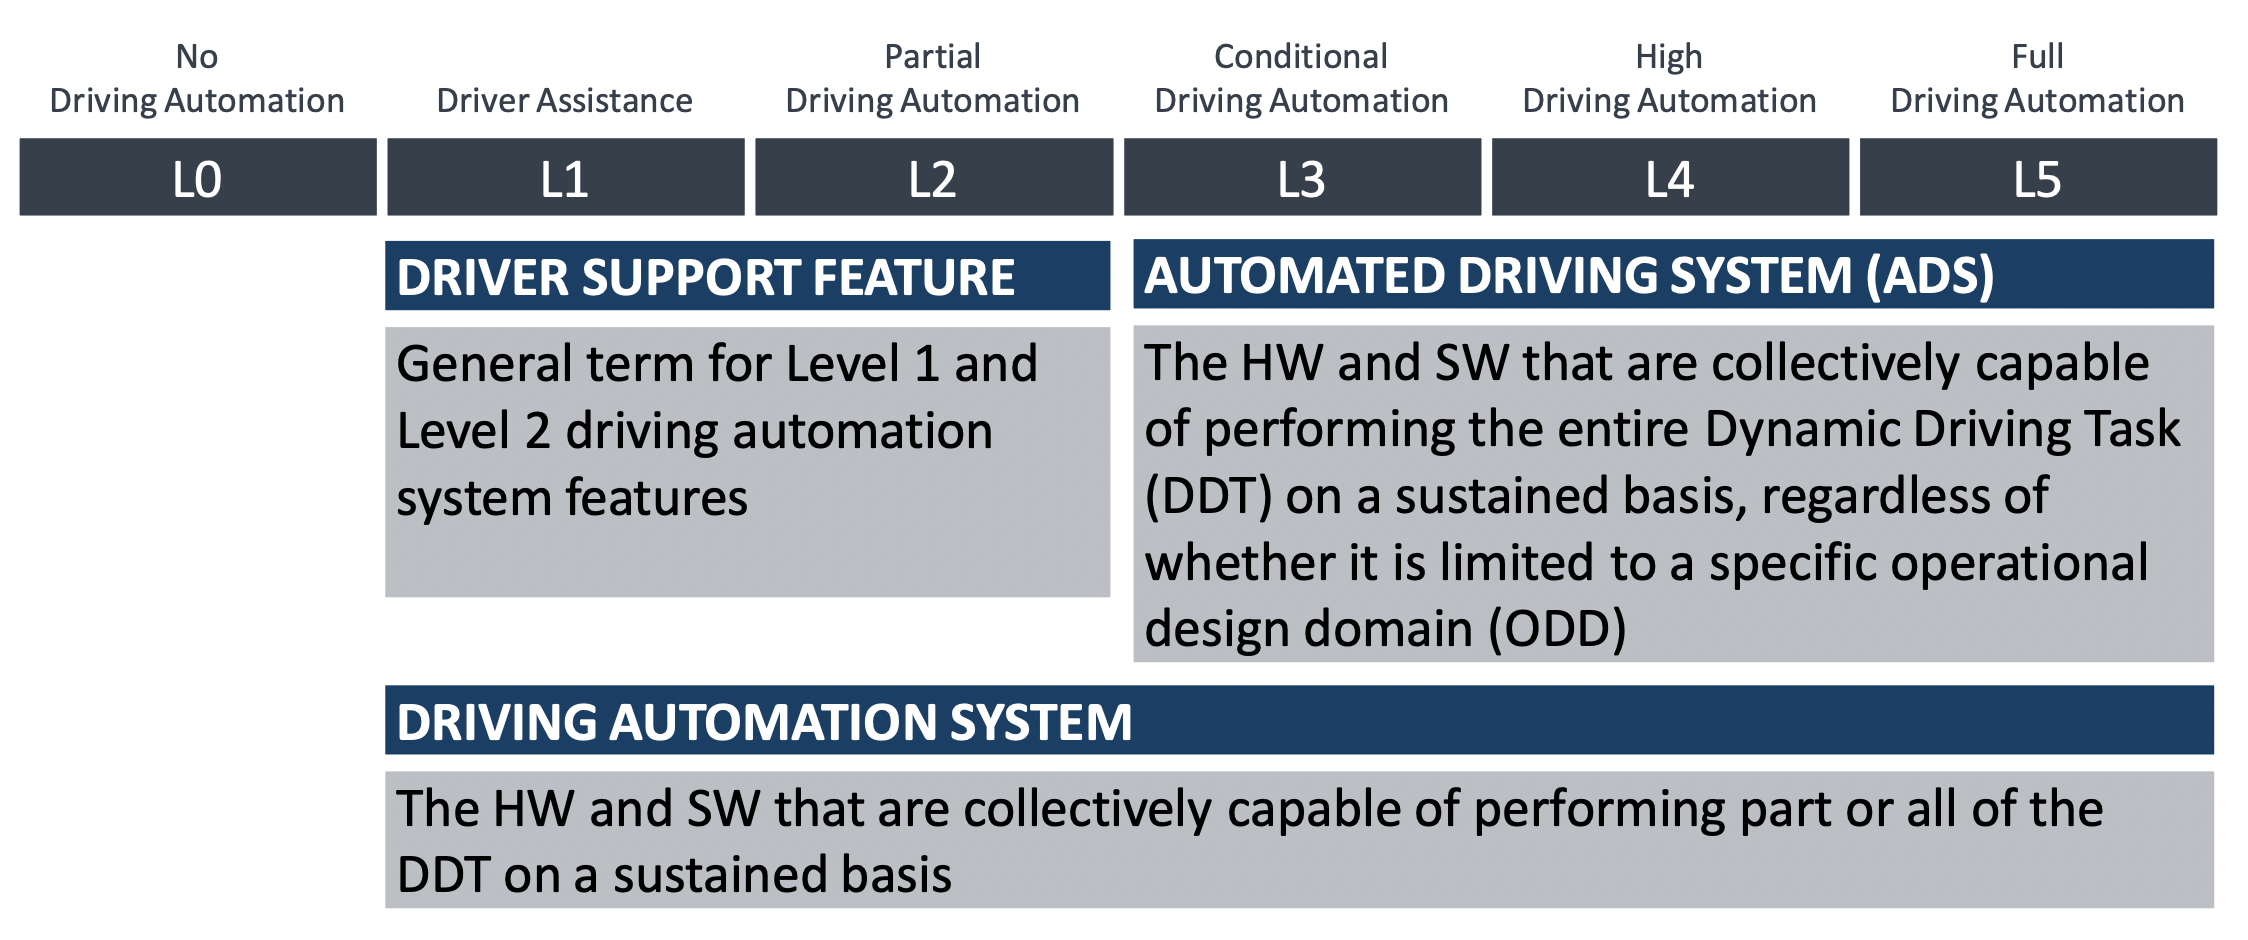 No
Driving Automation
Driver Assistance
Partial
Driving Automation
Conditional
Driving Automation
High
Driving Automation
Full
Driving Automation
L0
L1
L2
L3
L4
L5
DRIVER SUPPORT FEATURE
General term for Level 1 and
Level 2 driving automation
system features
AUTOMATED DRIVING SYSTEM (ADS)
The HW and SW that are collectively capable
of performing the entire Dynamic Driving Task
(DDT) on a sustained basis, regardless of
whether it is limited to a specific operational
design domain (ODD)
DRIVING AUTOMATION SYSTEM
The HW and SW that are collectively capable of performing part or all of the
DDT on a sustained basis